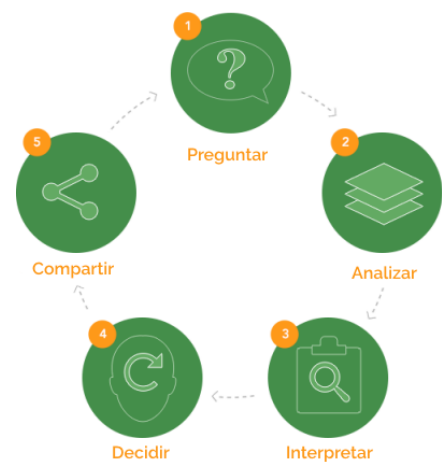 1
?
Preguntar
2
Analizar
3
Interpretar
4
Decidir
5
Compartir